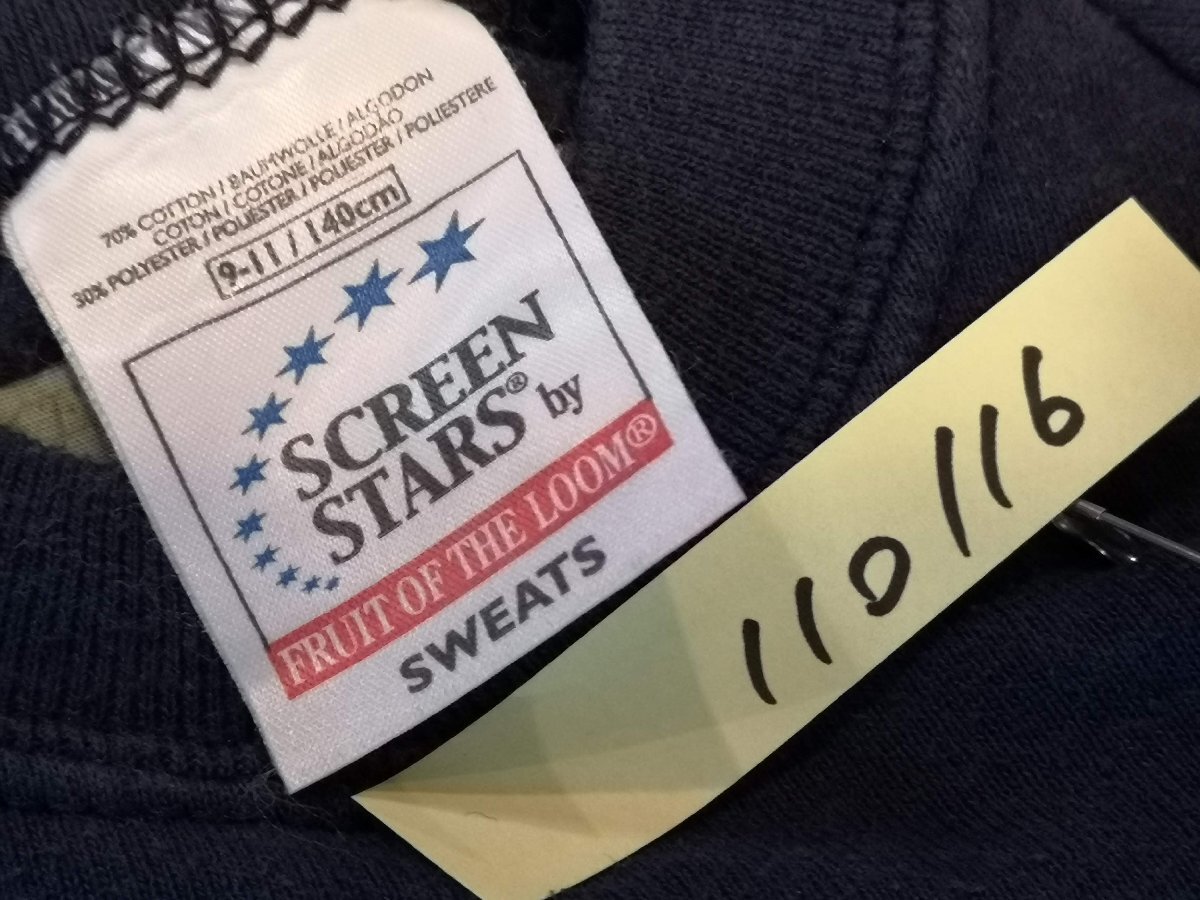 70% COTTON / BAUMWOLLE / ALGODON
COTON / COTONE / ALGODÃO
30% POLYESTER / POLIESTER / POLIESTERE
9-11 / 140cm
SCREEN
STARS® by
FRUIT OF THE LOOM®
SWEATS
110116